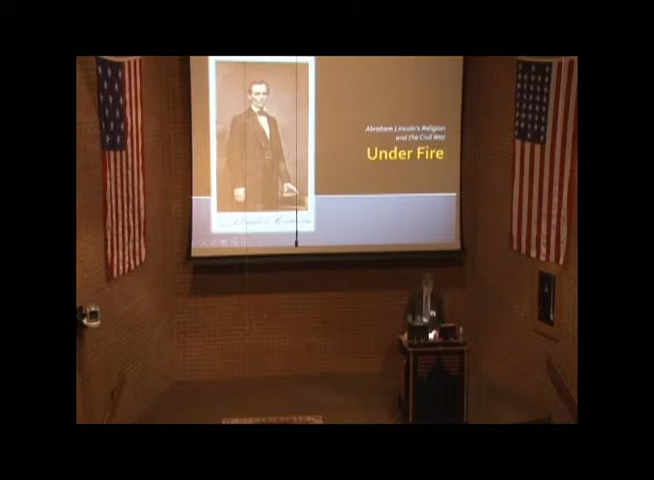 Abraham Lincoln's Religion
and the Civil War
Under Fire